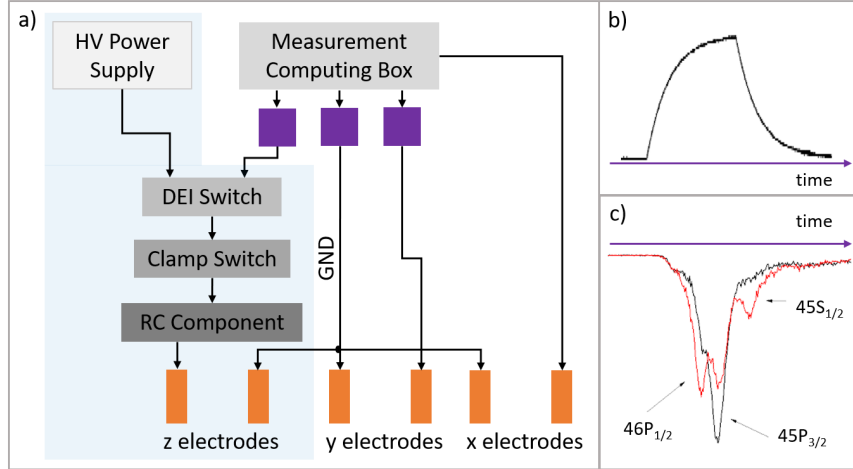 a)
HV Power
Supply
Measurement
Computing Box
DEI Switch
Clamp Switch
RC Component
GND
z electrodes
y electrodes
x electrodes
b)
time
c)
time
45S1/2
46P1/2
45P3/2